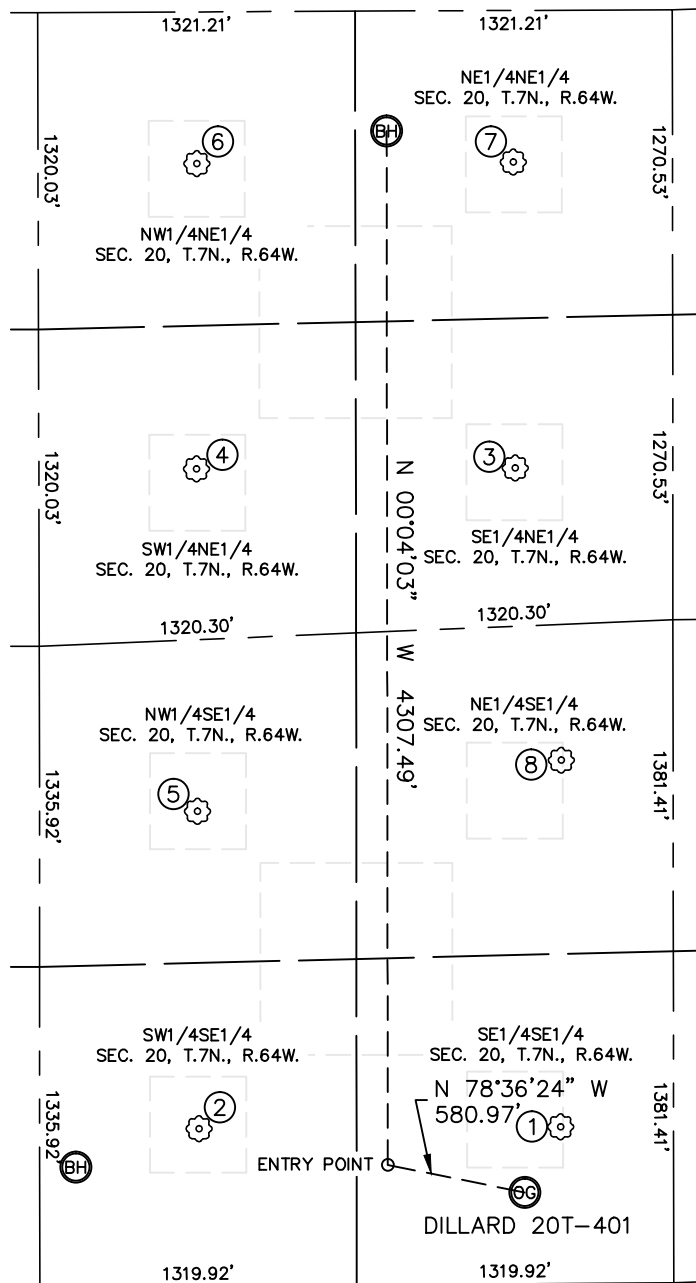 1321.21'
1321.21'
NE1/4NE1/4
SEC. 20, T.7N., R.64W.
BH
6
7
1320.03'
1270.53'
NW1/4NE1/4
SEC. 20, T.7N., R.64W.
4
3
1320.03'
1270.53'
N 00°04'03" W 4307.49'
SW1/4NE1/4
SEC. 20, T.7N., R.64W.
SE1/4NE1/4
SEC. 20, T.7N., R.64W.
1320.30'
1320.30'
NW1/4SE1/4
SEC. 20, T.7N., R.64W.
NE1/4SE1/4
SEC. 20, T.7N., R.64W.
5
8
1335.92'
1381.41'
SW1/4SE1/4
SEC. 20, T.7N., R.64W.
SE1/4SE1/4
SEC. 20, T.7N., R.64W.
N 78°36'24" W
580.97'
2
1
1335.92'
1381.41'
BH
ENTRY POINT
OG
DILLARD 20T-401
1319.92'
1319.92'